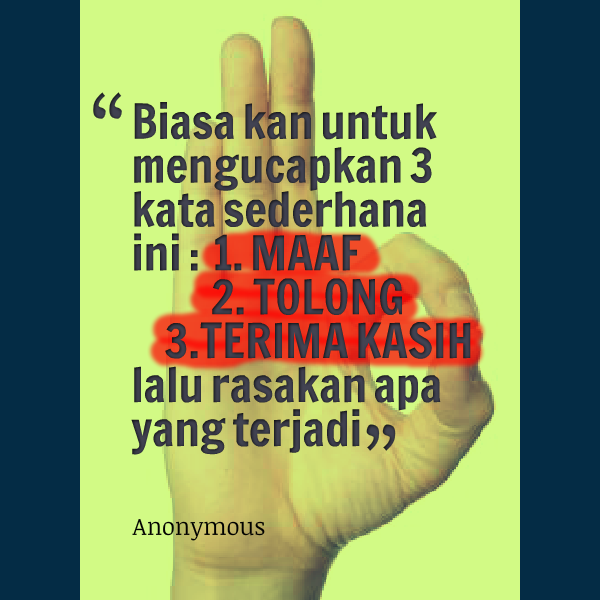 “Biasa kan untuk
mengucapkan 3
kata sederhana
ini : 1. MAAF
2. TOLONG
3.TERIMA KASIH
lalu rasakan apa
yang terjadi”
Anonymous